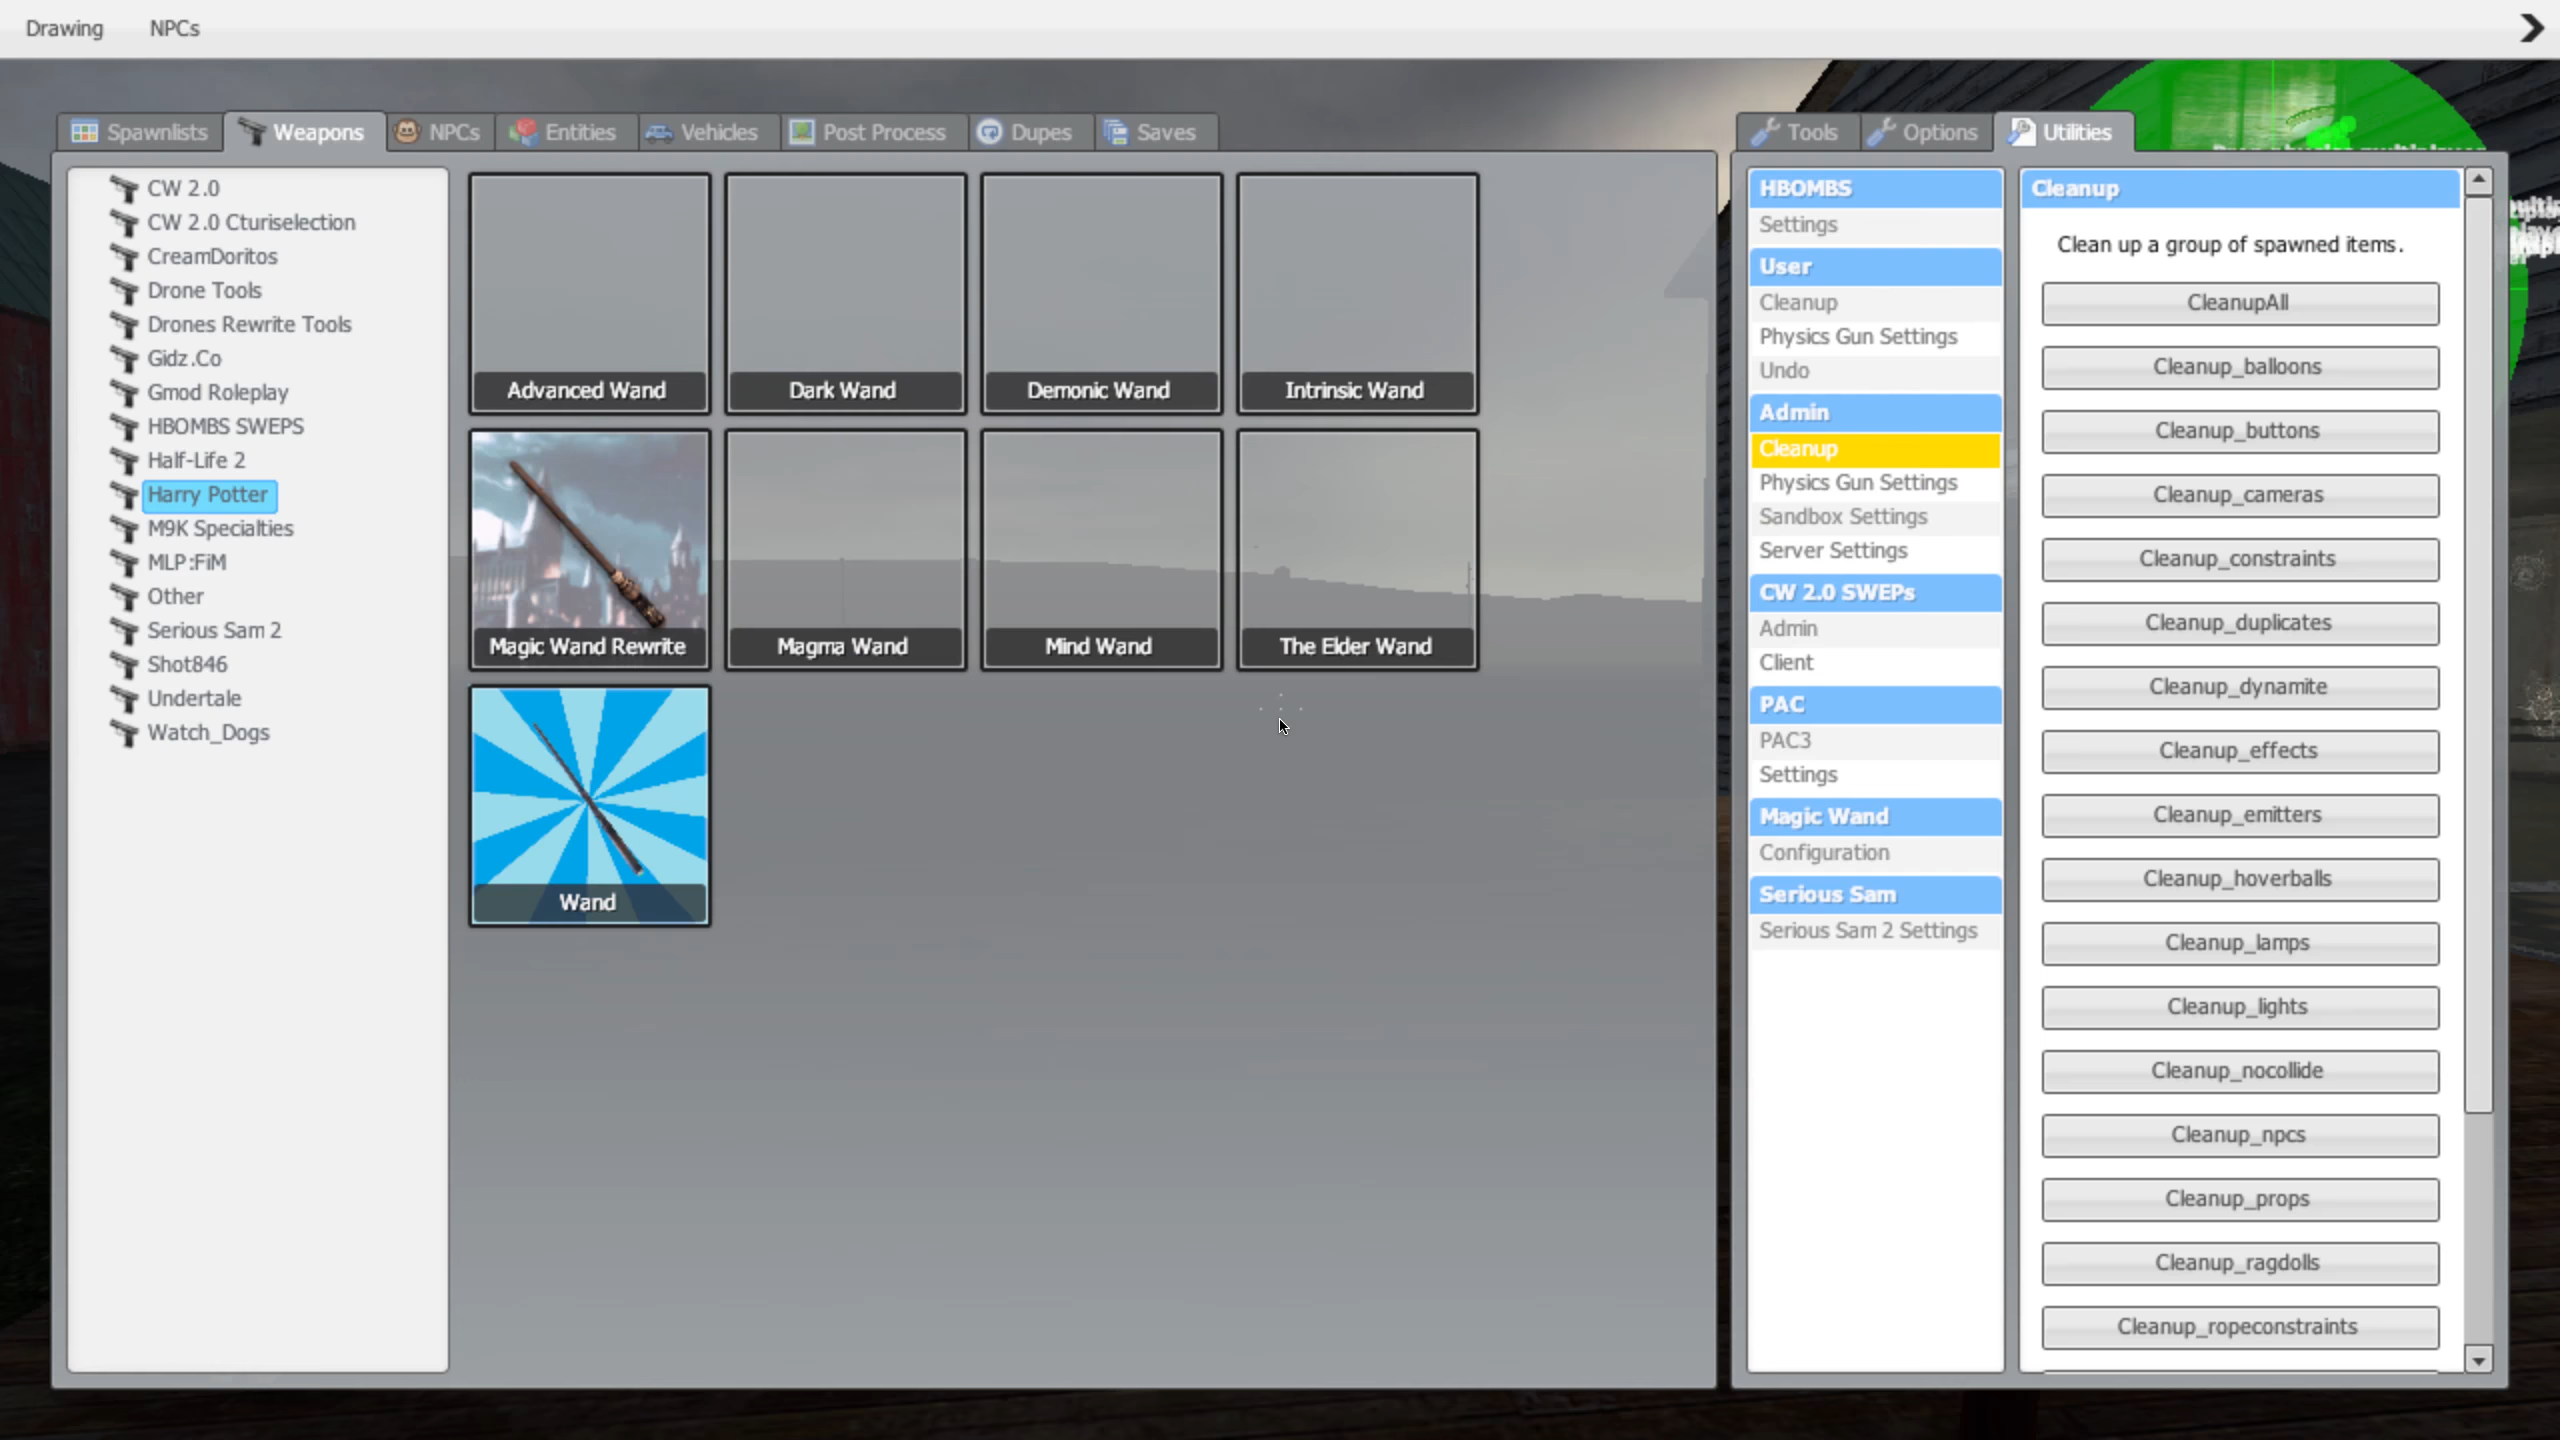 Drawing NPCs
Spawnlists Weapons NPCs Entities Vehicles Post Process Dupes Saves
CW 2.0
CW 2.0 Cturiselection
CreamDoritos
Drone Tools
Drones Rewrite Tools
Gidz.Co
Gmod Roleplay
HBOMBS SWEPS
Half-Life 2
Harry Potter
M9K Specialties
MLP:FiM
Other
Serious Sam 2
Shot846
Undertale
Watch_Dogs
Advanced Wand
Dark Wand
Demonic Wand
Intrinsic Wand
Magic Wand Rewrite
Magma Wand
Mind Wand
The Elder Wand
Wand
Tools Options Utilities
HBOMBS
Settings
User
Cleanup
Physics Gun Settings
Undo
Admin
Cleanup
Physics Gun Settings
Sandbox Settings
Server Settings
CW 2.0 SWEPs
Admin
Client
PAC
PAC3
Settings
Magic Wand
Configuration
Serious Sam
Serious Sam 2 Settings
Cleanup
Clean up a group of spawned items.
CleanupAll
Cleanup_balloons
Cleanup_buttons
Cleanup_cameras
Cleanup_constraints
Cleanup_duplicates
Cleanup_dynamite
Cleanup_effects
Cleanup_emitters
Cleanup_hoverballs
Cleanup_lamps
Cleanup_lights
Cleanup_nocollide
Cleanup_npcs
Cleanup_props
Cleanup_ragdolls
Cleanup_ropeconstraints